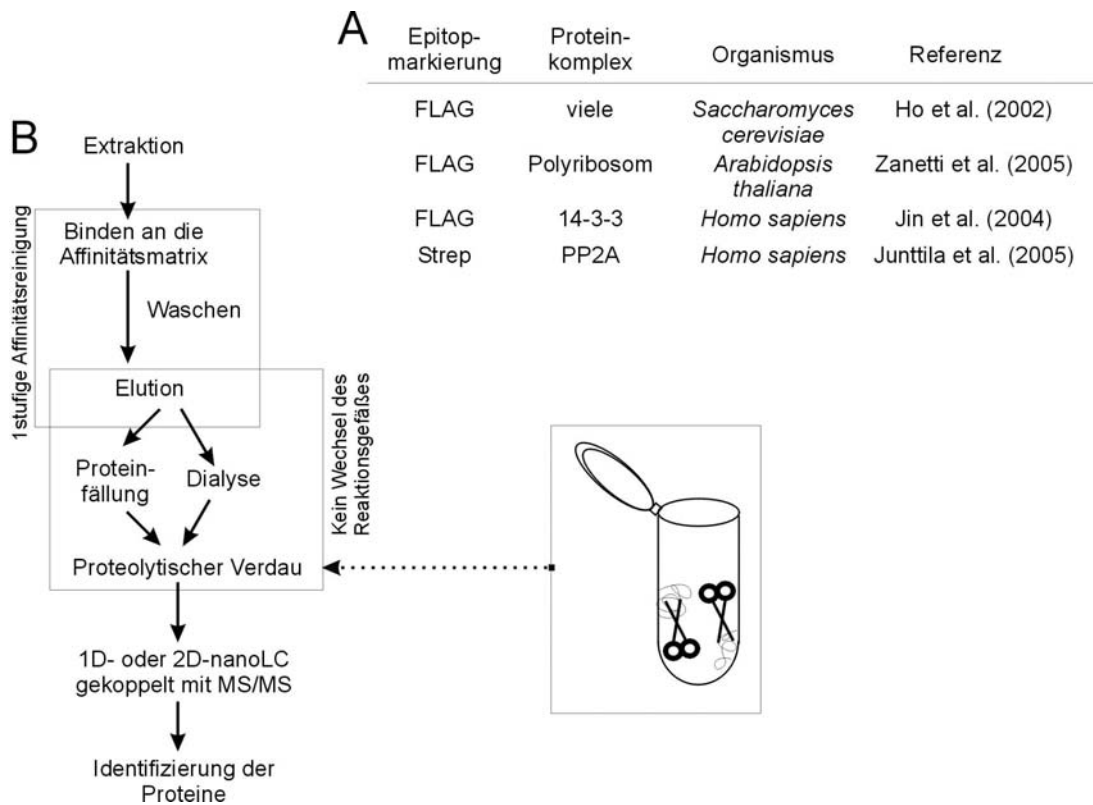 A
Epitop-
markierung
Protein-
komplex
Organismus
Referenz
FLAG
viele
Saccharomyces
cerevisiae
Ho et al. (2002)
FLAG
Polyribosom
Arabidopsis
thaliana
Zanetti et al. (2005)
FLAG
14-3-3
Homo sapiens
Jin et al. (2004)
Strep
PP2A
Homo sapiens
Junttila et al. (2005)
B
Extraktion
1stufige Affinitätsreinigung
Binden an die
Affinitätsmatrix
Waschen
Elution
Protein-
fällung
Dialyse
Proteolytischer Verdau
Kein Wechsel des
Reaktionsgefäßes
1D- oder 2D-nanoLC
gekoppelt mit MS/MS
Identifizierung der
Proteine